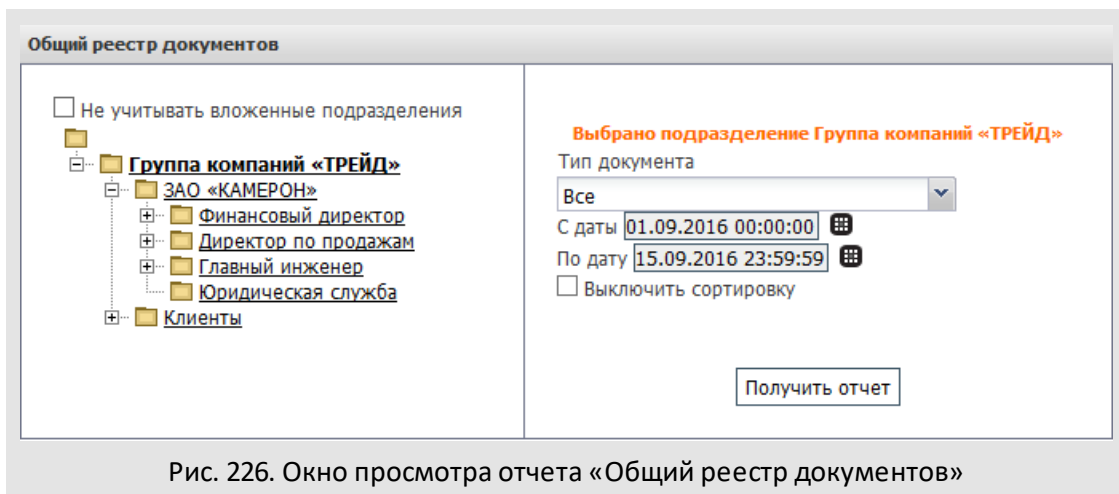 Общий реестр документов
Не учитывать вложенные подразделения
Группа компаний «ТРЕЙД»
ЗАО «КАМЕРОН»
Финансовый директор
Директор по продажам
Главный инженер
Юридическая служба
Клиенты
Выбрано подразделение Группа компаний «ТРЕЙД»
Тип документа
Все
С даты 01.09.2016 00:00:00
По дату 15.09.2016 23:59:59
Выключить сортировку
Получить отчет
Рис. 226. Окно просмотра отчета «Общий реестр документов»